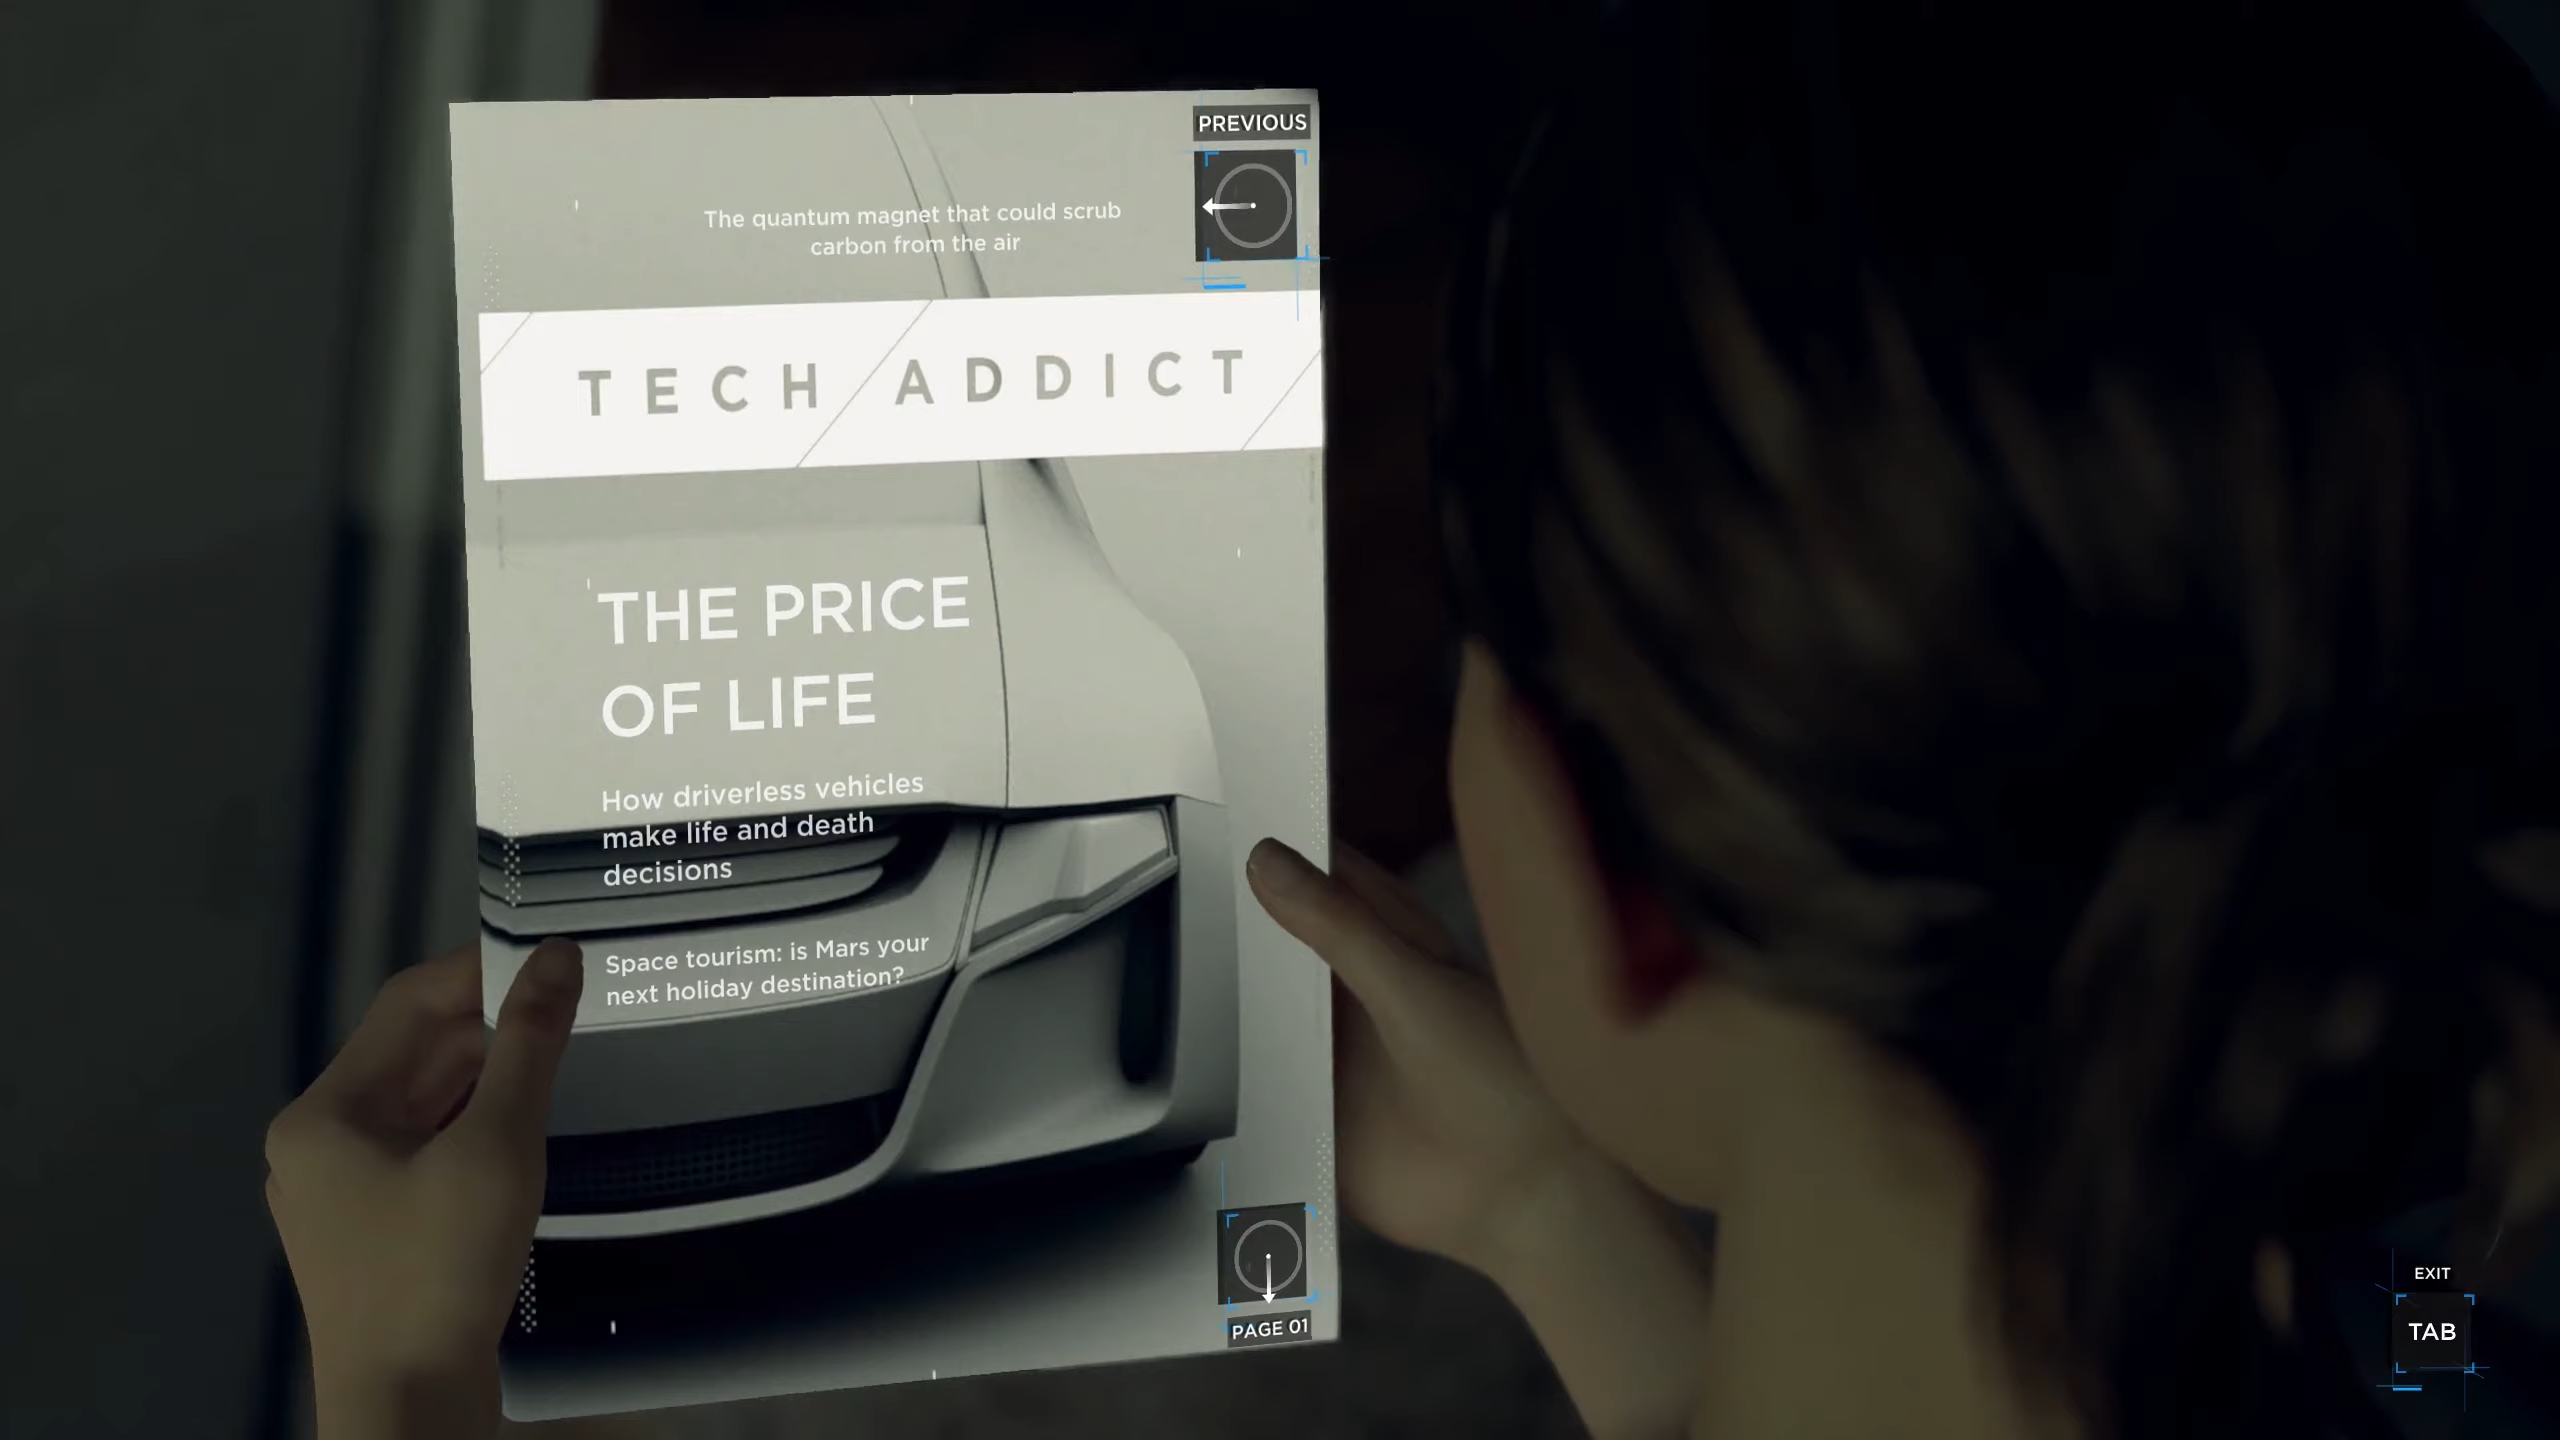 PREVIOUS
The quantum magnet that could scrub
carbon from the air
TECH ADDICT
THE PRICE
OF LIFE
How driverless vehicles
make life and death
decisions
Space tourism: is Mars your
next holiday destination?
PAGE 01
EXIT
TAB